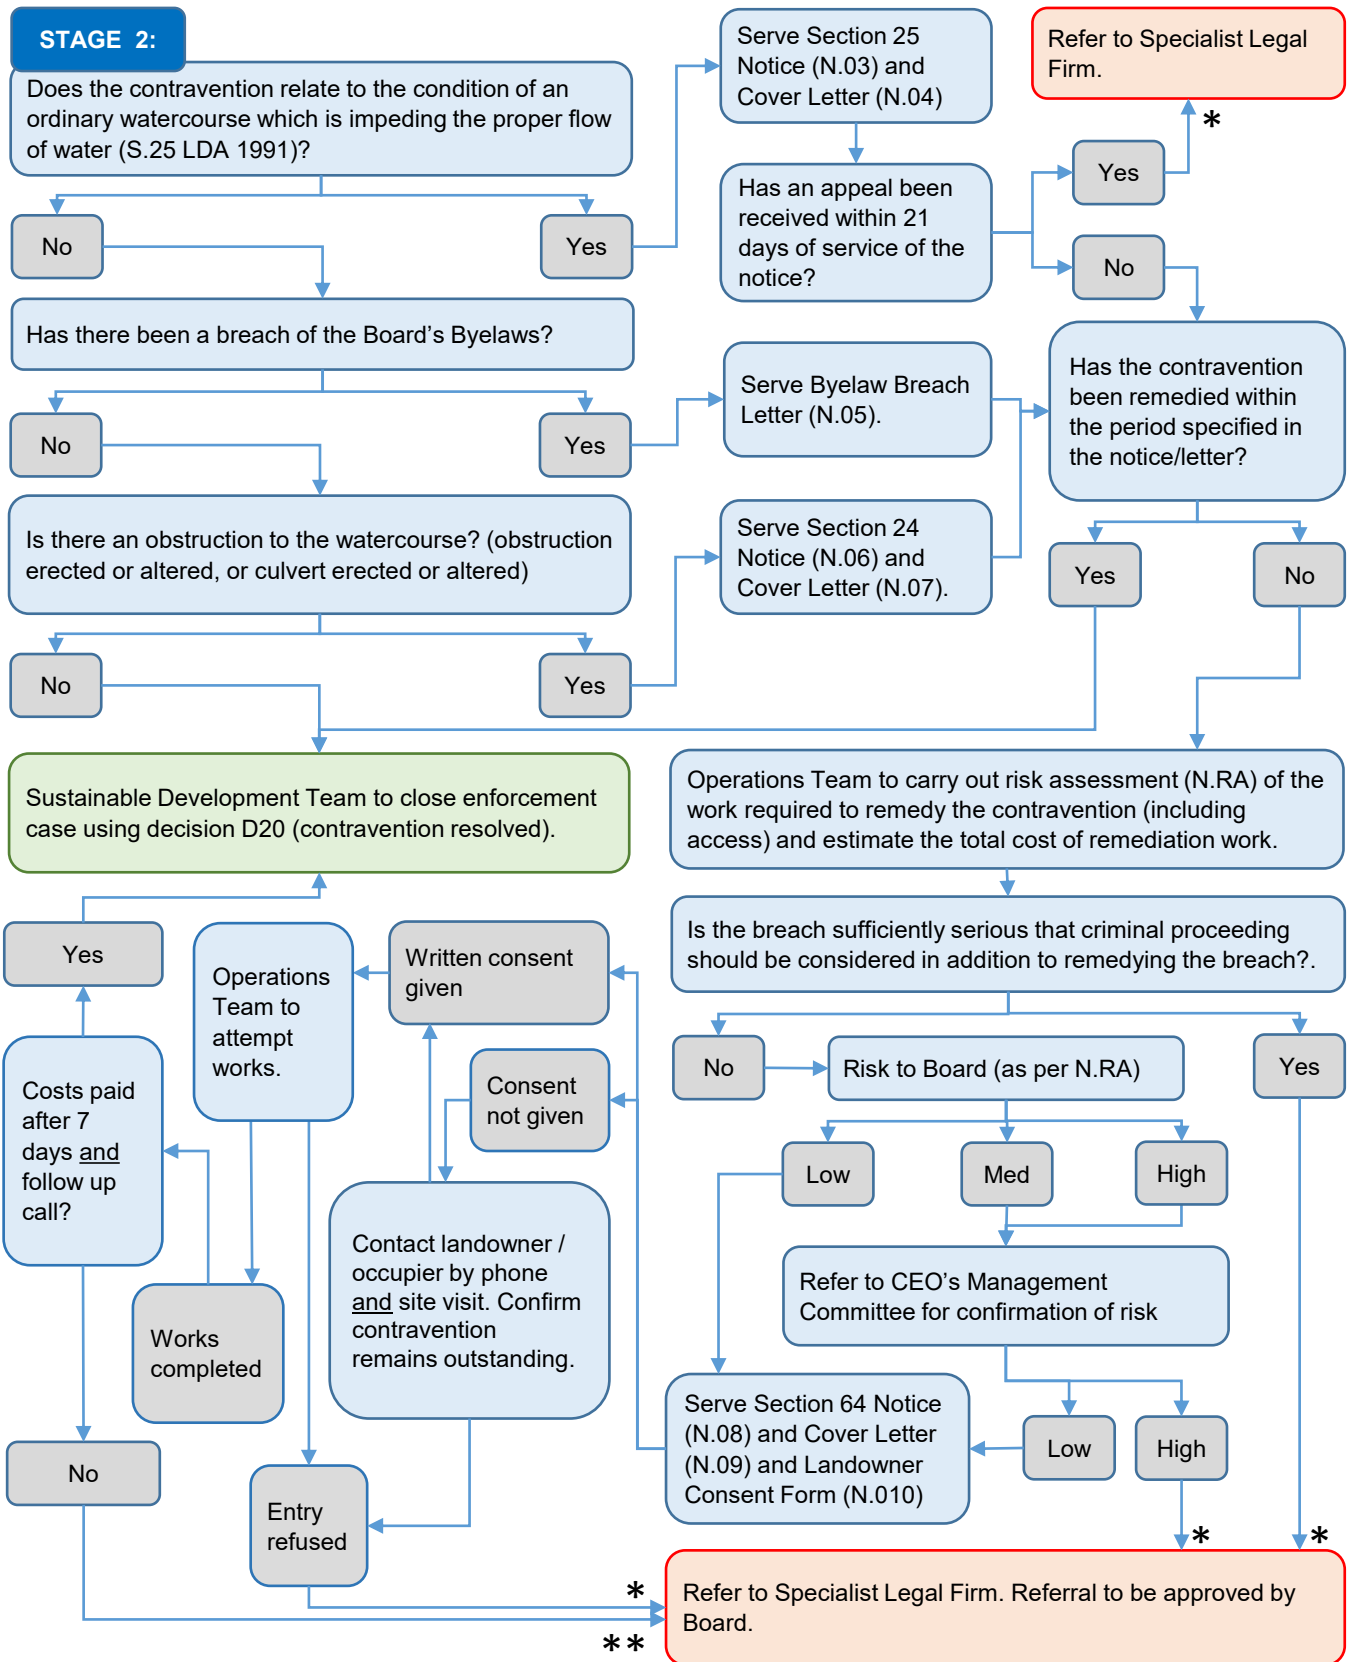 STAGE  2:
Does the contravention relate to the condition of an
ordinary watercourse which is impeding the proper flow
of water (S.25 LDA 1991)?
No
Yes
Serve Section 25
Notice (N.03) and
Cover Letter (N.04)
Refer to Specialist Legal
Firm.
*
Has an appeal been
received within 21
days of service of the
notice?
Yes
No
Has there been a breach of the Board’s Byelaws?
No
Yes
Serve Byelaw Breach
Letter (N.05).
Has the contravention
been remedied within
the period specified in
the notice/letter?
Is there an obstruction to the watercourse? (obstruction
erected or altered, or culvert erected or altered)
Serve Section 24
Notice (N.06) and
Cover Letter (N.07).
Yes
No
No
Yes
Sustainable Development Team to close enforcement
case using decision D20 (contravention resolved).
Operations Team to carry out risk assessment (N.RA) of the
work required to remedy the contravention (including
access) and estimate the total cost of remediation work.
Is the breach sufficiently serious that criminal proceeding
should be considered in addition to remedying the breach?.
Yes
Operations
Team to
attempt
works.
Written consent
given
Consent
not given
No
Risk to Board (as per N.RA)
Yes
Costs paid
after 7
days and
follow up
call?
Low
Med
High
Contact landowner /
occupier by phone
and site visit. Confirm
contravention
remains outstanding.
Refer to CEO’s Management
Committee for confirmation of risk
Works
completed
Serve Section 64 Notice
(N.08) and Cover Letter
(N.09) and Landowner
Consent Form (N.010)
Low
High
No
Entry
refused
*
*
*
**
Refer to Specialist Legal Firm. Referral to be approved by
Board.